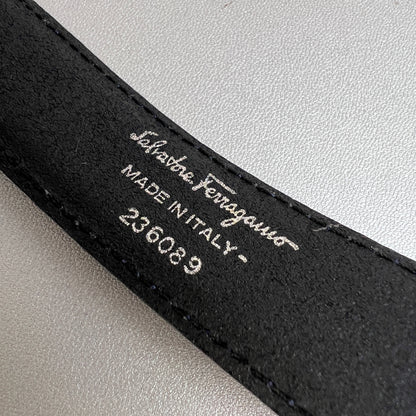 Salvatore Ferragamo
MADE IN ITALY-
236089